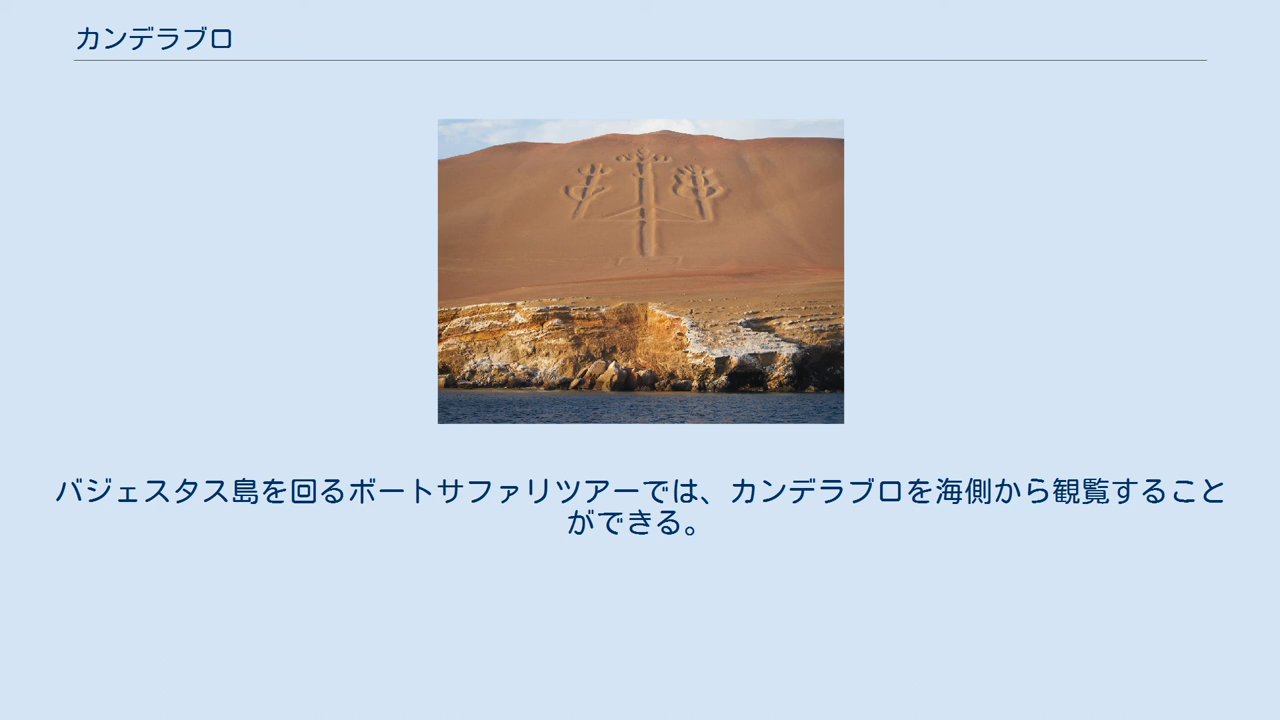 カンデラブロ
バジェスタス島を回るボートサファリツアーでは、カンデラブロを海側から観覧すること
ができる。